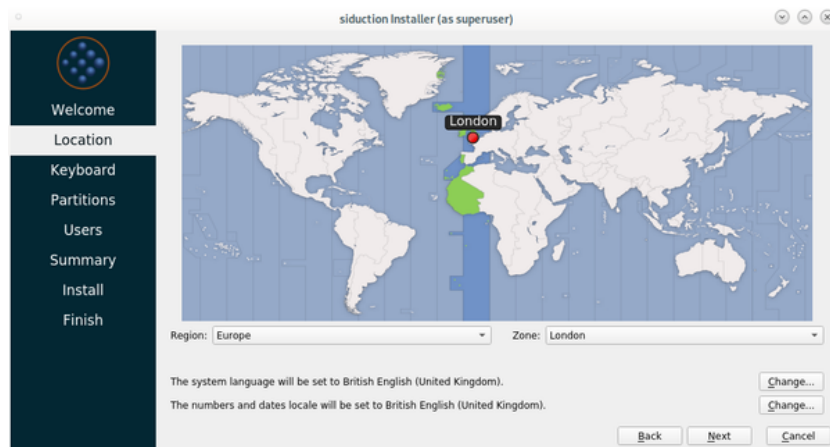 siduction Installer (as superuser)
Welcome
Location
Keyboard
Partitions
Users
Summary
Install
Finish
London
Region: Europe Zone: London
The system language will be set to British English (United Kingdom). Change...
The numbers and dates locale will be set to British English (United Kingdom). Change...
Back Next Cancel